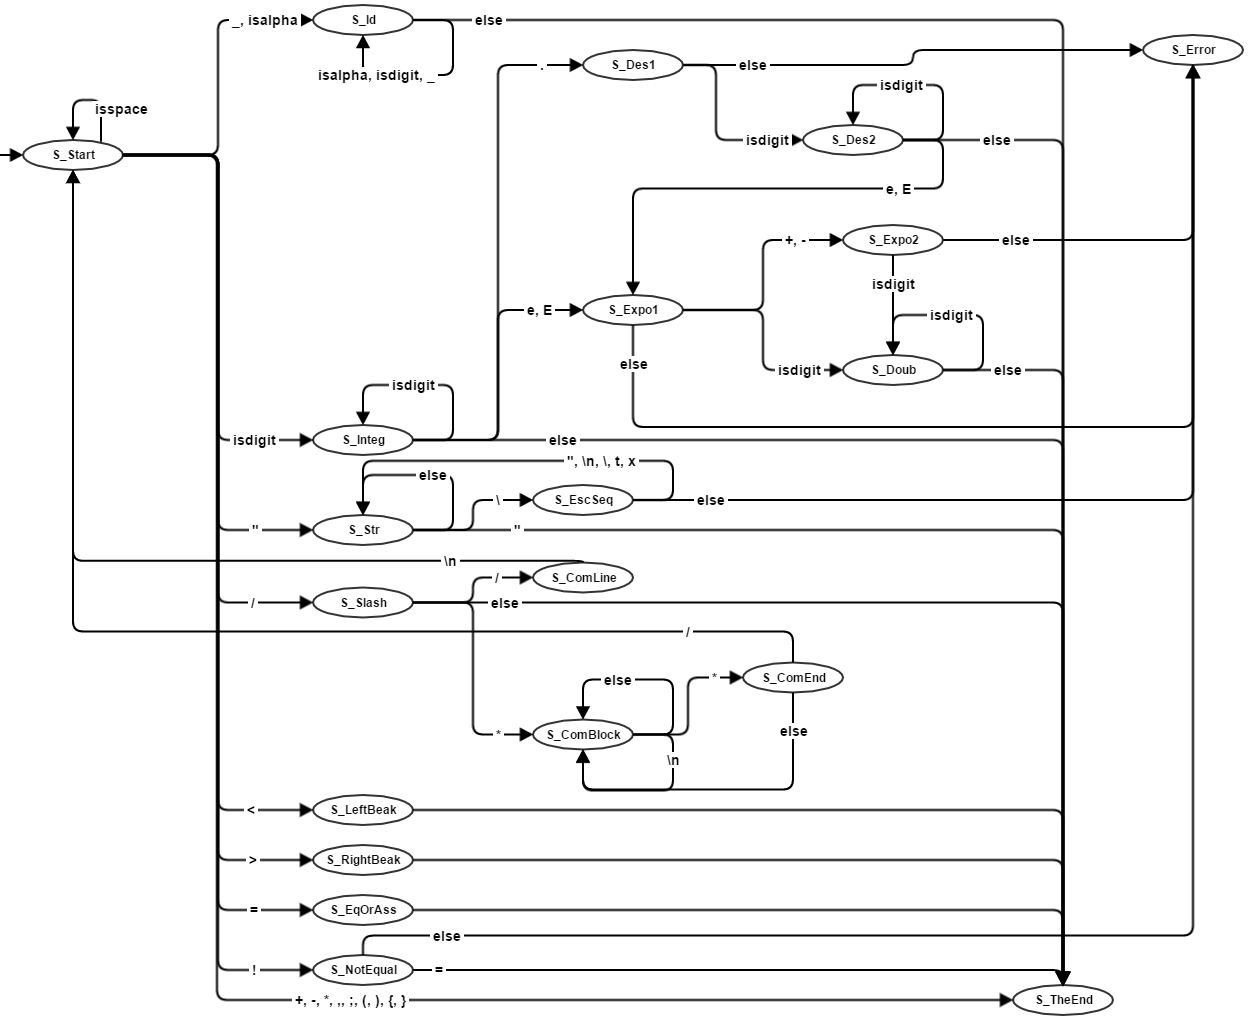 _, isalpha
S_Id
else
isalpha, isdigit, _
S_Error
.
S_Des1
else
isspace
S_Start
isdigit
isdigit
S_Des2
else
e, E
+, -
S_Expo2
else
isdigit
e, E
S_Expo1
isdigit
else
isdigit
S_Doub
else
isdigit
isdigit
S_Integ
else
", \n, \, t, x
else
\
S_EscSeq
else
"
S_Str
"
\n
/
S_ComLine
/
S_Slash
else
/
else
*
S_ComEnd
*
S_ComBlock
else
\n
<
S_LeftBeak
>
S_RightBeak
=
S_EqOrAss
else
!
S_NotEqual
=
+, -, *, ,, ;, (, ), {, }
S_TheEnd